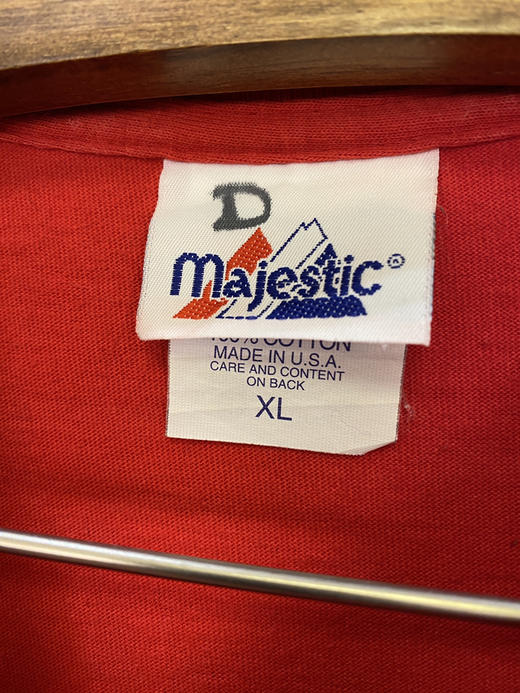 D
Majestic®
100% COTTON
MADE IN U.S.A.
CARE AND CONTENT
ON BACK
XL